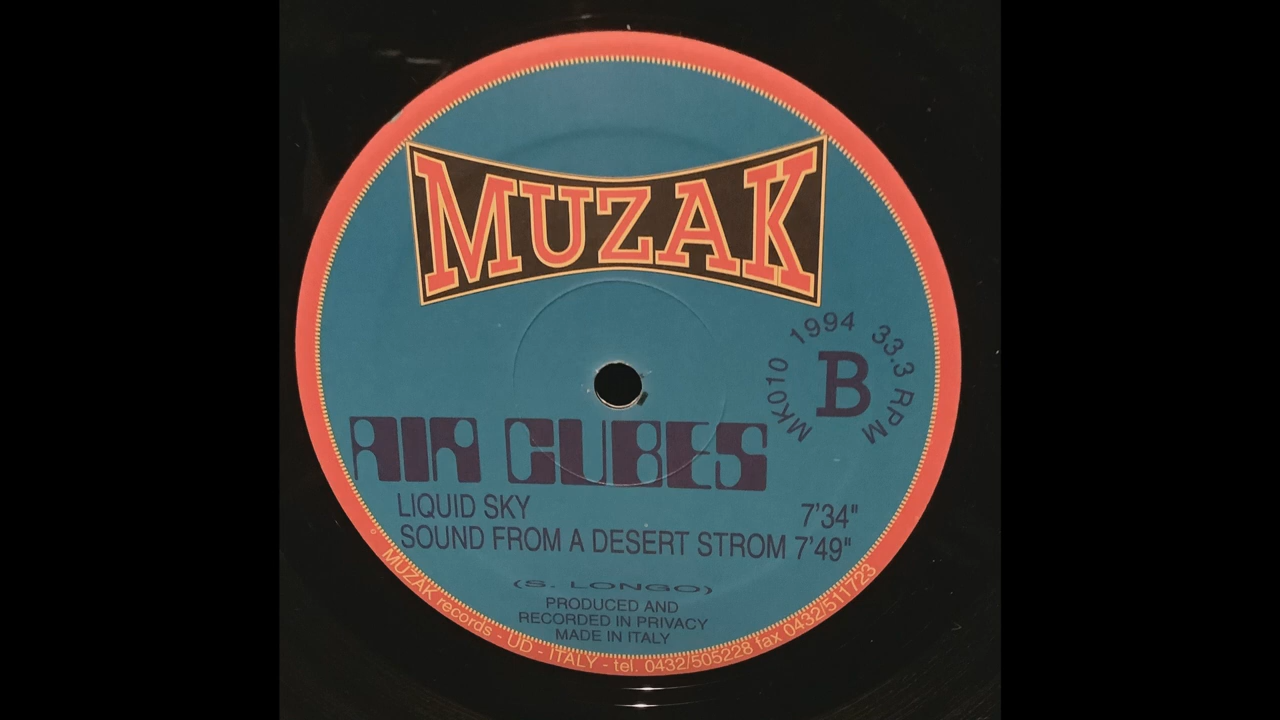 MUZAK
MK010 1994 33.3 RPM
B
AIR CUBES
LIQUID SKY 7'34"
SOUND FROM A DESERT STROM 7'49"
(S. LONGO)
PRODUCED AND
RECORDED IN PRIVACY
MADE IN ITALY
° MUZAK records - UD - ITALY - tel. 0432/505228 fax 0432/511723